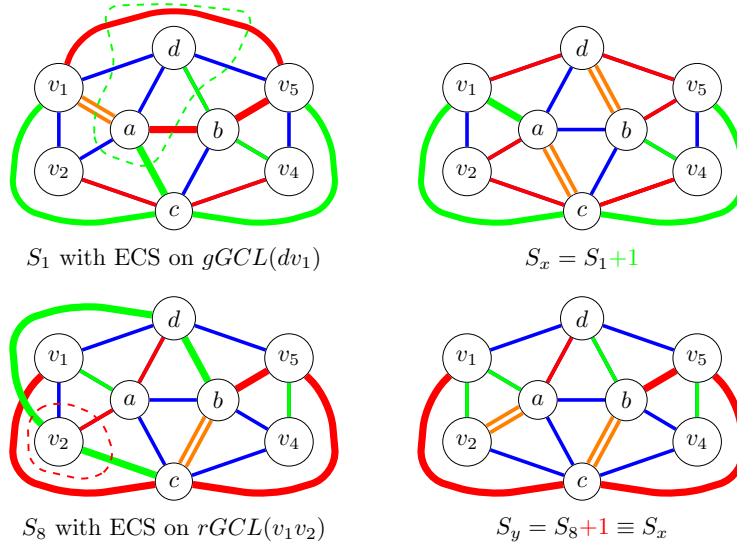 d
v₁ v₅
a b
v₂ v₄
c
S₁ with ECS on gGCL(dv₁)
d
v₁ v₅
a b
v₂ v₄
c
Sₓ = S₁+1
d
v₁ v₅
a b
v₂ v₄
c
S₈ with ECS on rGCL(v₁v₂)
d
v₁ v₅
a b
v₂ v₄
c
S_y = S₈+1 ≡ Sₓ